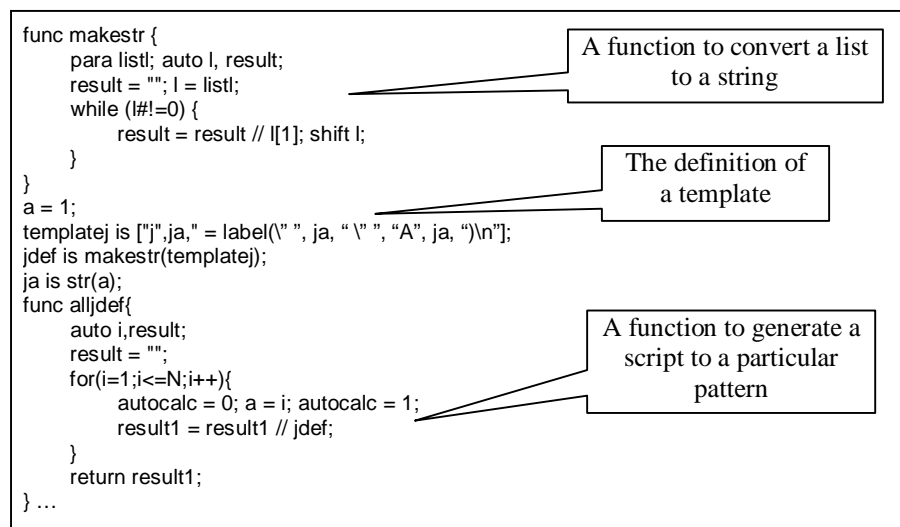 func makestr {
para listl; auto l, result;
result = ""; l = listl;
while (l#!=0) {
result = result // l[1]; shift l;
}
}
a = 1;
templatej is ["j",ja," = label(\" ", ja, “ \" ”, “A”, ja, “)\n”];
jdef is makestr(templatej);
ja is str(a);
func alljdef{
auto i,result;
result = "";
for(i=1;i<=N;i++){
autocalc = 0; a = i; autocalc = 1;
result1 = result1 // jdef;
}
return result1;
} …
A function to convert a list
to a string
The definition of
a template
A function to generate a
script to a particular
pattern